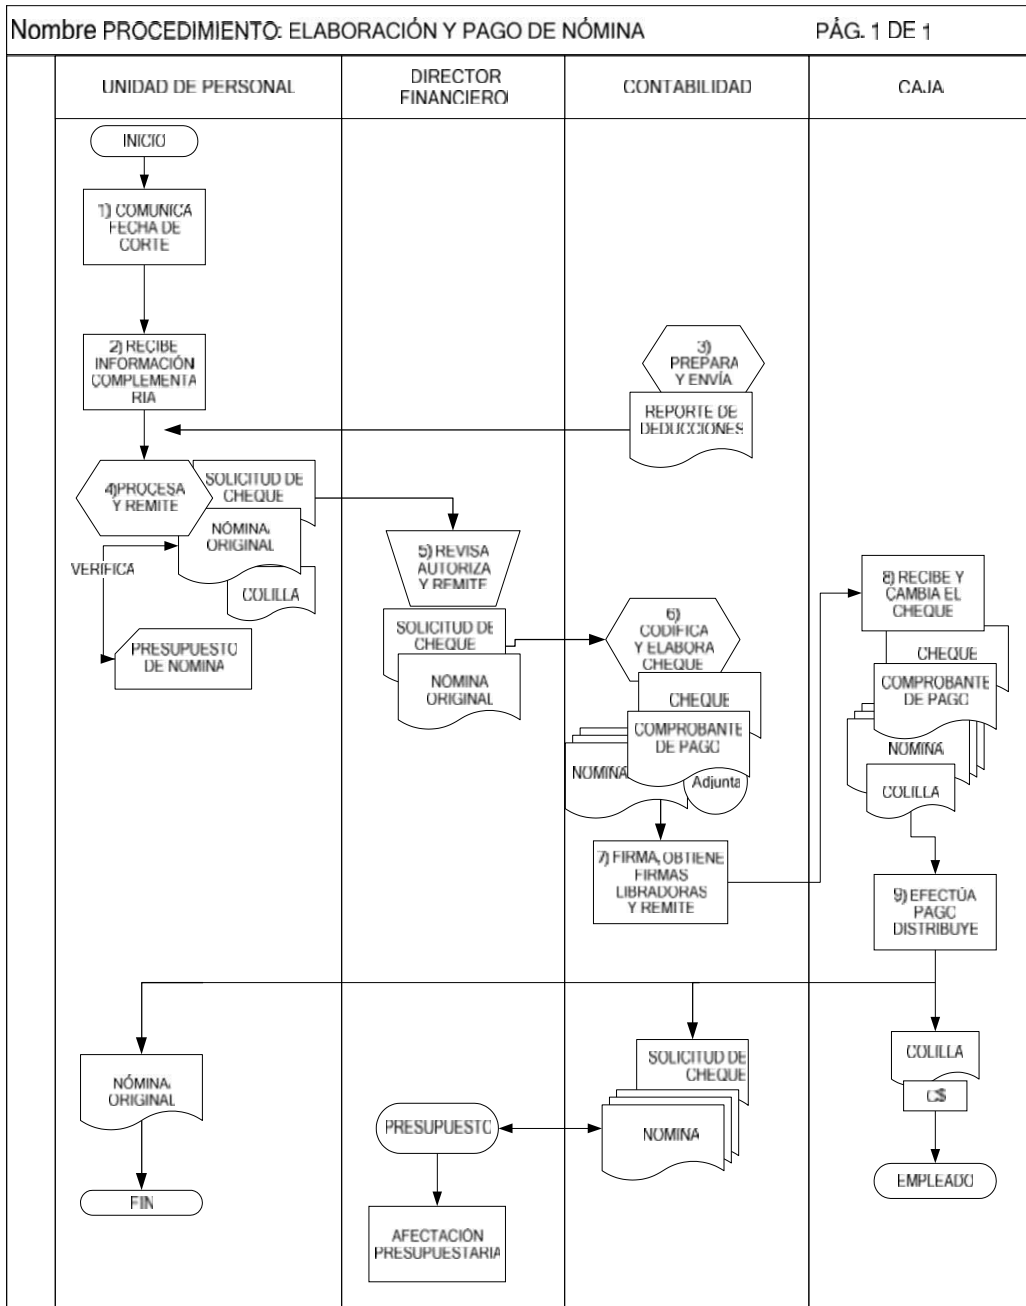 Nombre PROCEDIMIENTO: ELABORACIÓN Y PAGO DE NÓMINA
PÁG. 1 DE 1
UNIDAD DE PERSONAL
DIRECTOR
FINANCIERO
CONTABILIDAD
CAJA
INICIO
1) COMUNICA
FECHA DE
CORTE
2) RECIBE
INFORMACIÓN
COMPLEMENTA
RIA
3)
PREPARA
Y ENVÍA
REPORTE DE
DEDUCCIONES
4)PROCESA
Y REMITE
SOLICITUD DE
CHEQUE
NÓMINA
ORIGINAL
COLILLA
VERIFICA
PRESUPUESTO
DE NOMINA
5) REVISA
AUTORIZA
Y REMITE
SOLICITUD DE
CHEQUE
NOMINA
ORIGINAL
6)
CODIFICA
Y ELABORA
CHEQUE
CHEQUE
COMPROBANTE
DE PAGO
NOMINA
Adjunta
7) FIRMA, OBTIENE
FIRMAS
LIBRADORAS
Y REMITE
8) RECIBE Y
CAMBIA EL
CHEQUE
CHEQUE
COMPROBANTE
DE PAGO
NOMINA
COLILLA
9) EFECTÚA
PAGO
DISTRIBUYE
NÓMINA
ORIGINAL
FIN
SOLICITUD DE
CHEQUE
NOMINA
PRESUPUESTO
AFECTACIÓN
PRESUPUESTARIA
COLILLA
C$
EMPLEADO